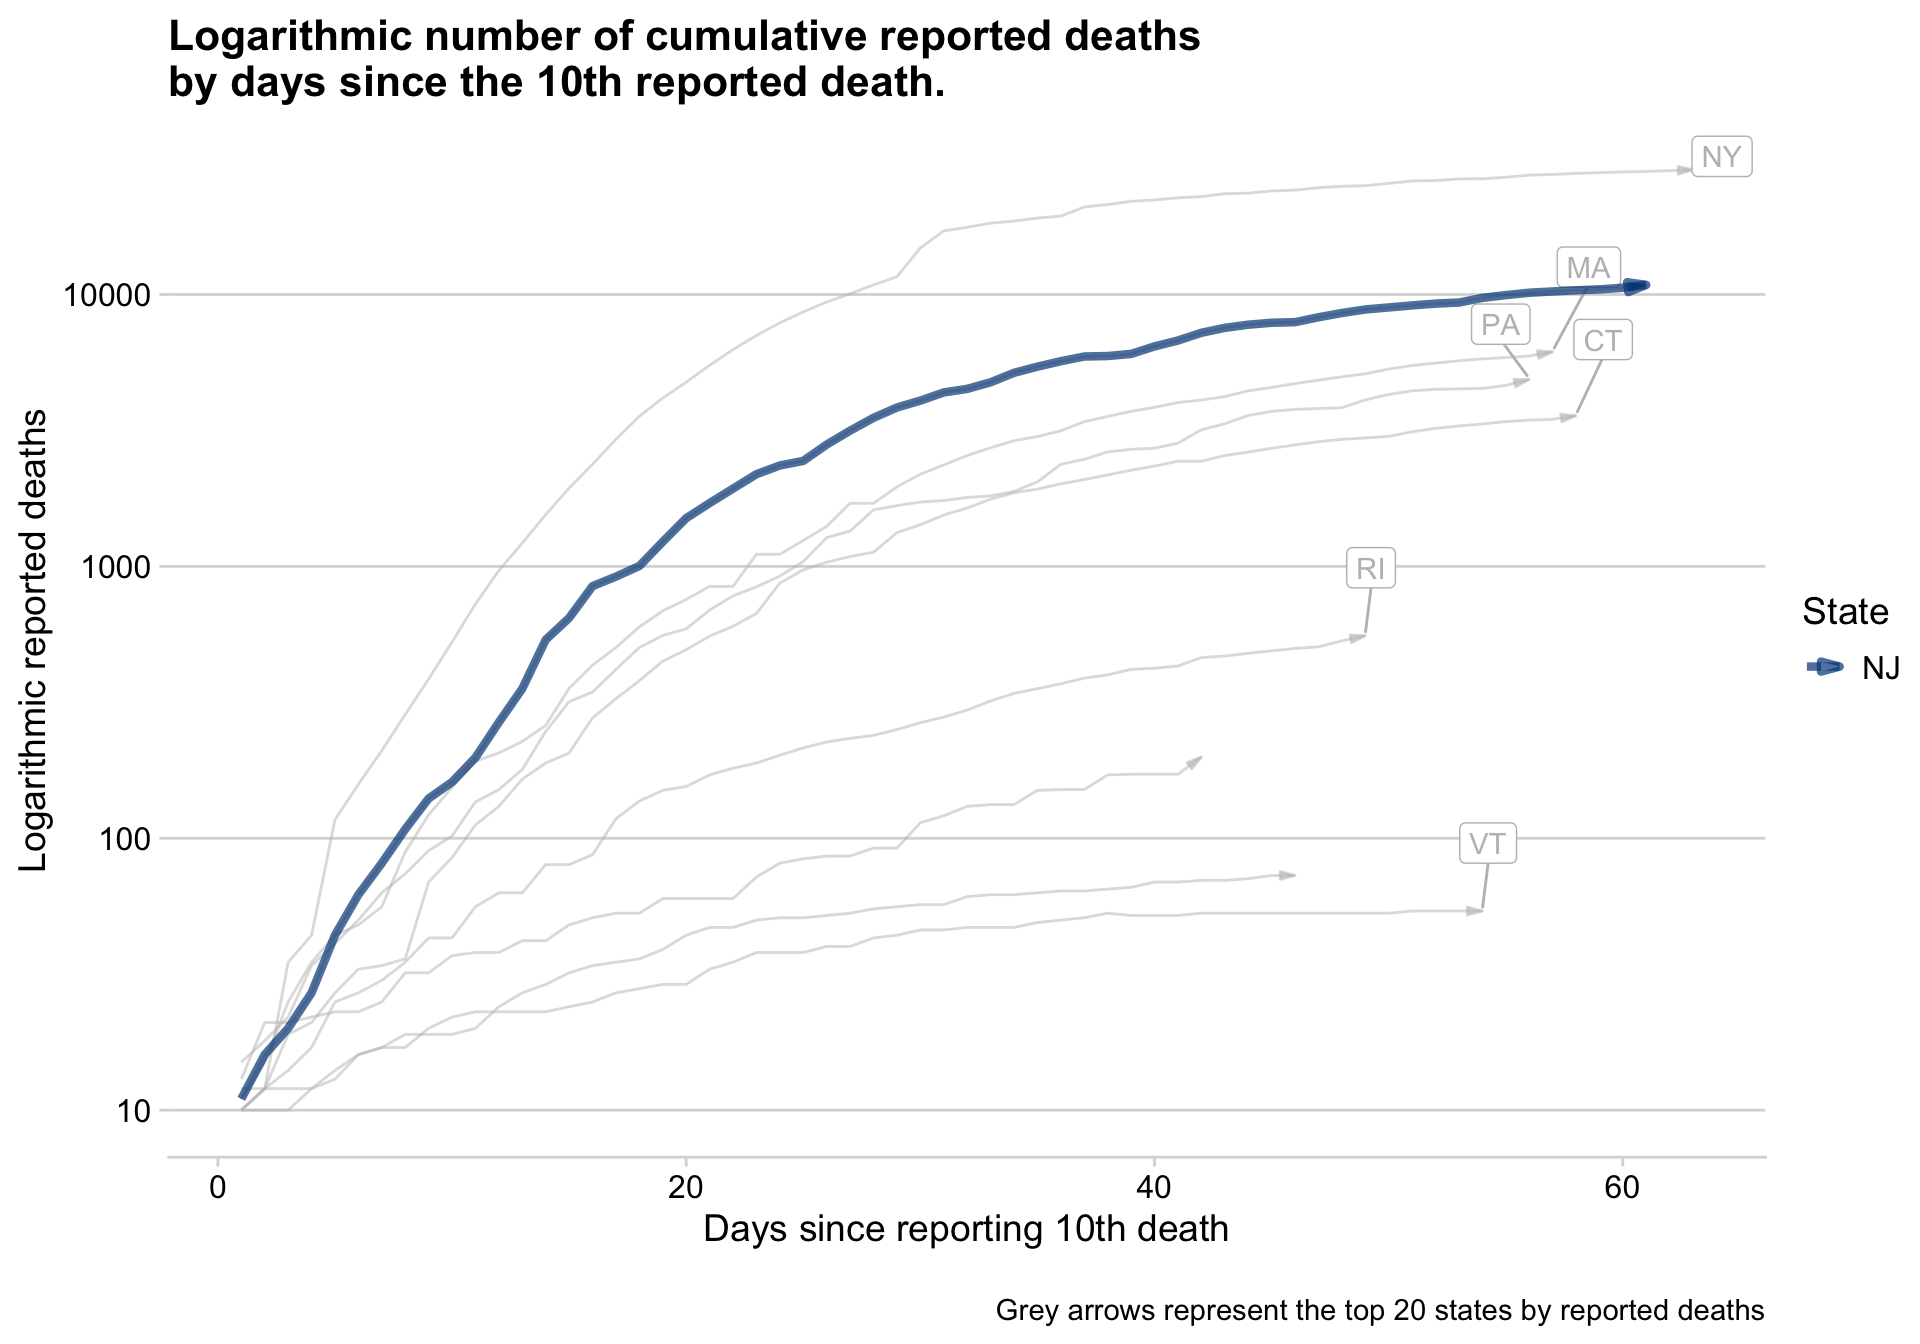 Logarithmic number of cumulative reported deaths
by days since the 10th reported death.
NY
MA
10000
PA
CT
1000
RI
100
VT
10
Logarithmic reported deaths
0 20 40 60
Days since reporting 10th death
State
NJ
Grey arrows represent the top 20 states by reported deaths